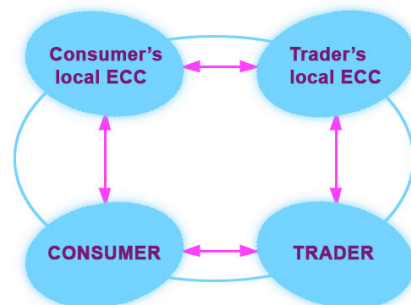 Consumer's
local ECC
Trader's
local ECC
CONSUMER
TRADER